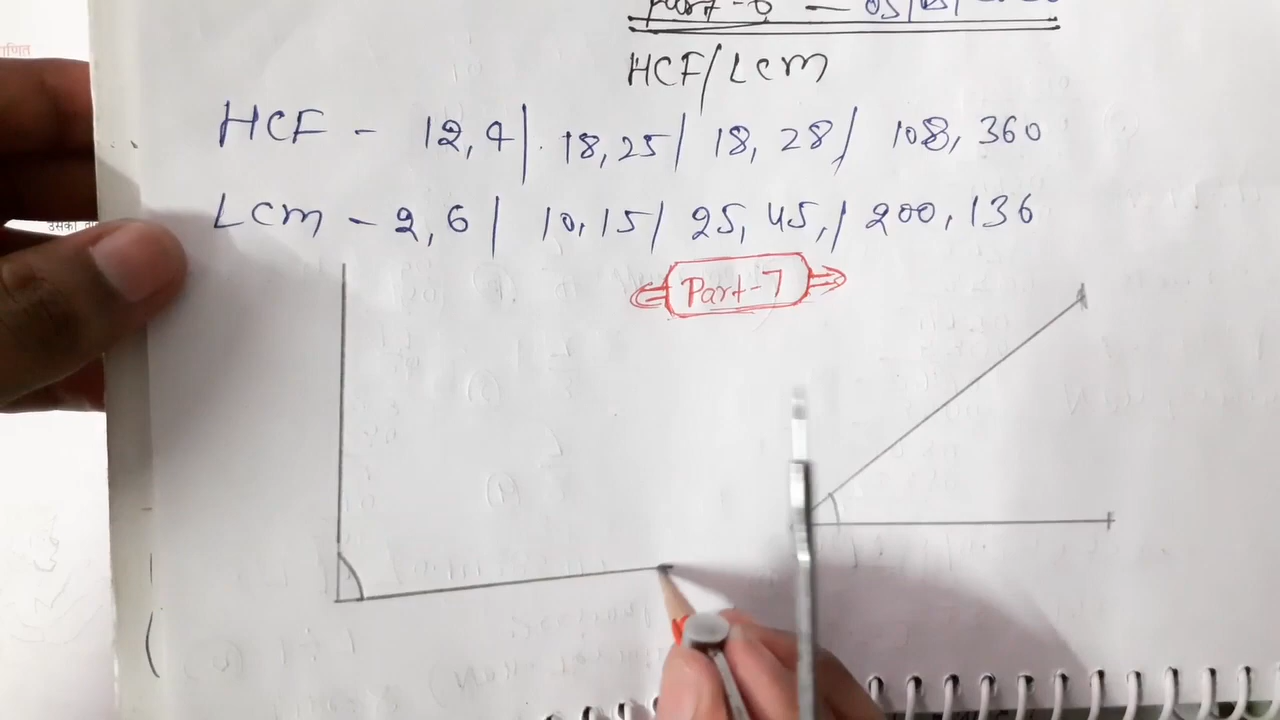 HCF/LCM
HCF - 12,4| 18,25/ 18, 28/ 108, 360
LCM - 2,6| 10,15/ 25, 45,/ 200, 136
Part-7